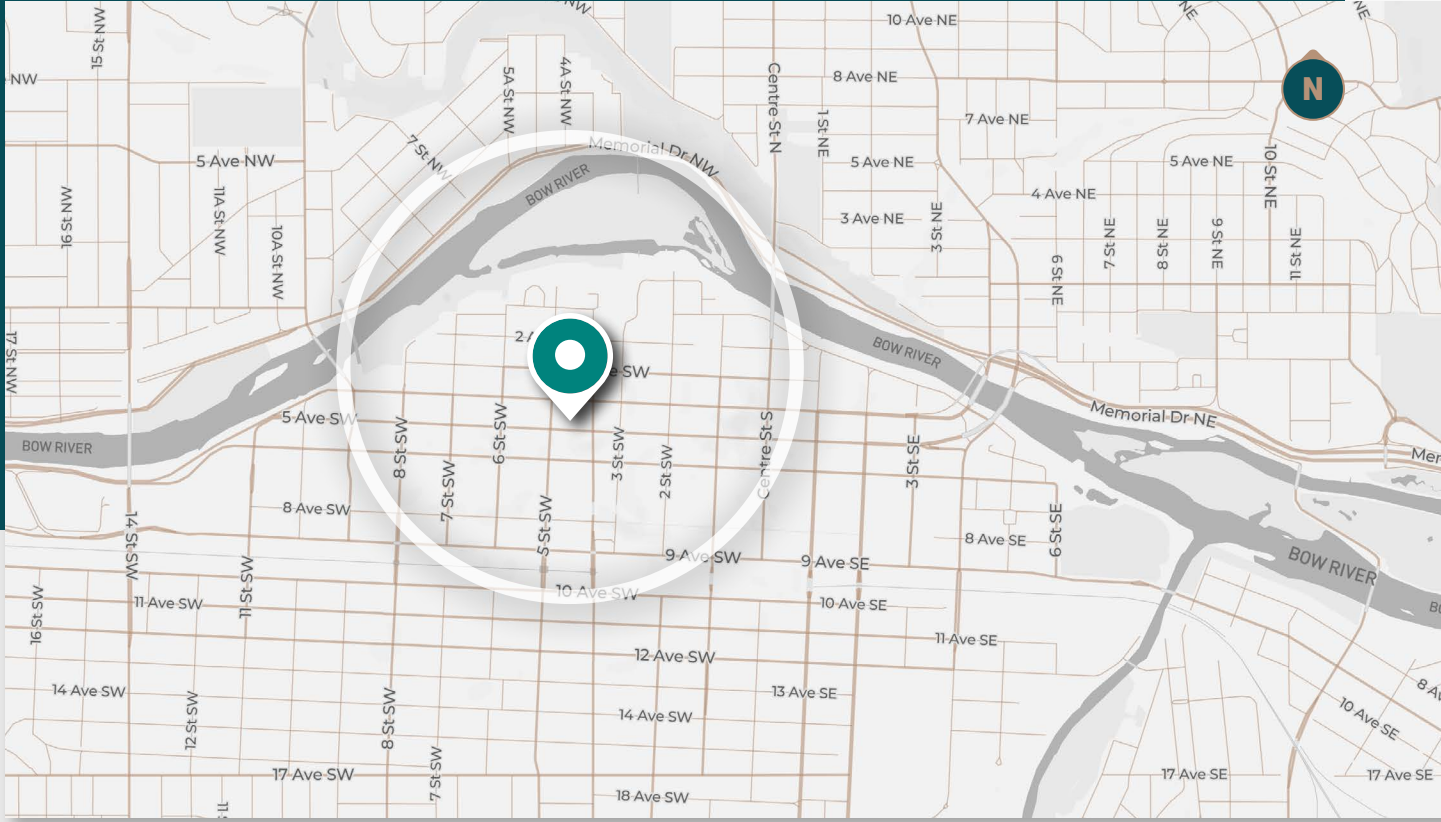 NW
NE
NE
10 Ave NE
15 St NW
NW
5A St NW
4A St NW
Centre St N
8 Ave NE
N
1 St NE
7 Ave NE
7 St NW
Memorial Dr NW
5 Ave NW
5 Ave NE
5 Ave NE
10 St NE
BOW RIVER
4 Ave NE
16 St NW
11A St NW
10A St NW
3 Ave NE
3 St NE
7 St NE
8 St NE
9 St NE
11 St NE
6 St NE
17 St NW
BOW RIVER
SW
5 Ave SW
8 St SW
6 St SW
Memorial Dr NE
BOW RIVER
7 St SW
3 St SW
2 St SW
Centre St S
3 St SE
8 Ave SW
5 St SW
14 St SW
8 Ave SE
6 St SE
9 Ave SW
9 Ave SE
BOW RIVER
11 St SW
10 Ave SW
16 St SW
11 Ave SW
10 Ave SE
11 Ave SE
12 Ave SW
14 Ave SW
13 Ave SE
12 St SW
8 St SW
14 Ave SW
10 Ave SE
17 Ave SW
7 St SW
17 Ave SE
17 Ave SE
18 Ave SW